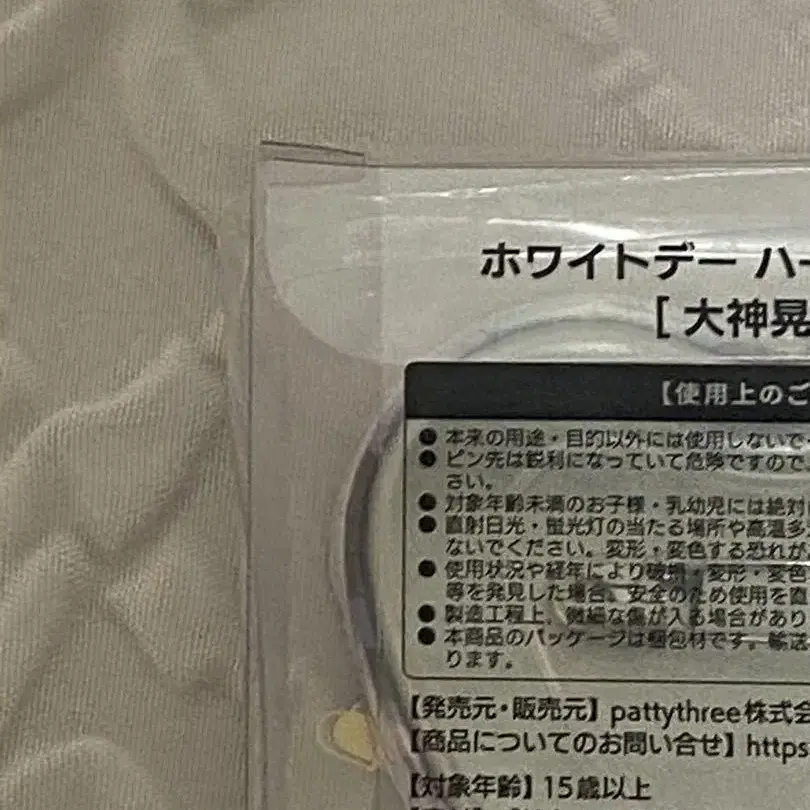 ホワイトデー ハー
[ 大神晃
【使用上のご
● 本来の用途・目的以外には使用しないで
● ピン先は鋭利になっていて危険ですので、
さい。
● 対象年齢未満のお子様・乳幼児には絶対
● 直射日光・蛍光灯の当たる場所や高温多
ないでください。変形・変色する恐れが
● 使用状況や経年により破損・変形・変色
等を発見した場合、安全のため使用を直
● 製造工程上、微細な傷が入る場合があり
● 本商品のパッケージは梱包材です。輸送
ります。
【発売元・販売元】pattythree株式会
【商品についてのお問い合せ】https
【対象年齢】15歳以上